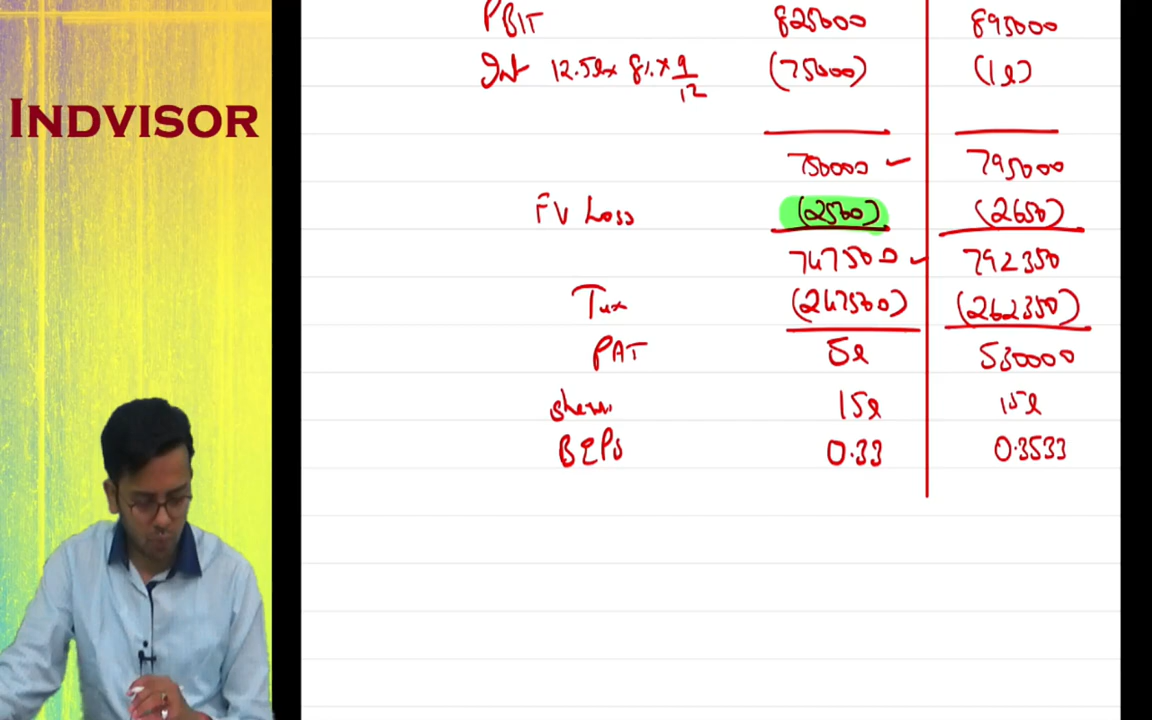 INDVISOR
PBIT 825000 895000
Int 12.5l x 8% x 9/12 (75000) (1l)
750000 795000
FV Loss (2500) (2650)
747500 792350
Tax (247500) (262350)
PAT 5l 530000
15l 15l
BEPS 0.33 0.3533